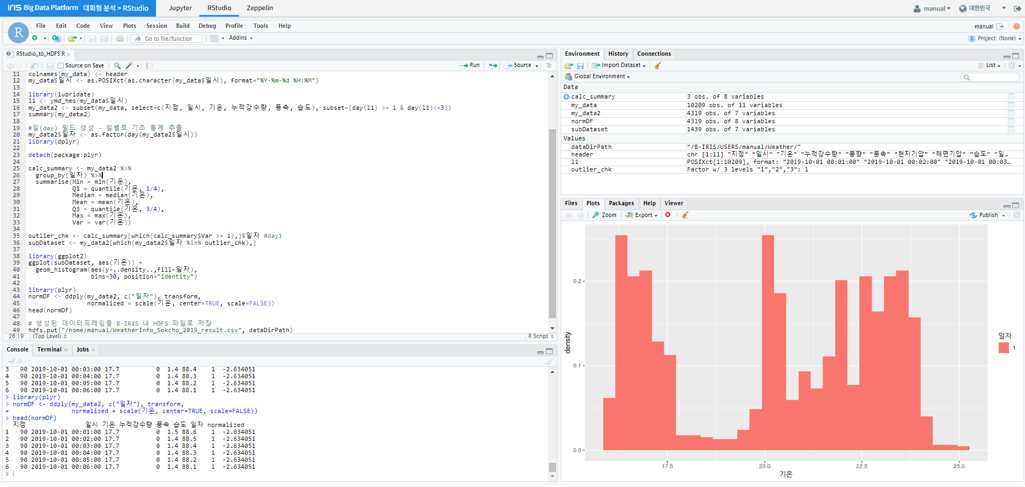 IRIS Big Data Platform 대화형 분석 > RStudio
Jupyter RStudio Zeppelin
manual 대한민국
File Edit Code View Plots Session Build Debug Profile Tools Help
manual
Go to file/function Addins
Project: (None)
RStudio_to_HDFS.R
Source on Save Run Source
11 colnames(my_data) <- header
12 my_data$일시 <- as.POSIXct(as.character(my_data$일시), format="%Y-%m-%d %H:%M")
13
14 library(lubridate)
15 l1 <- ymd_hms(my_data$일시)
16 my_data2 <- subset(my_data, select=c(지점, 일시, 기온, 누적강수량, 풍속, 습도), subset=(day(l1) >= 1 & day(l1)<=3))
17 summary(my_data2)
18
19 #일(day) 필드 생성 - 일별로 기초 통계 추출
20 my_data2$일자 <- as.factor(day(my_data2$일시))
21 library(dplyr)
22
23 detach(package:plyr)
24
25 calc_summary <- my_data2 %>%
26 group_by(일자) %>%
27 summarise(Min = min(기온),
28 Q1 = quantile(기온, 1/4),
29 Median = median(기온),
30 Mean = mean(기온),
31 Q3 = quantile(기온, 3/4),
32 Max = max(기온),
33 Var = var(기온))
34
35 outlier_chk <- calc_summary[which(calc_summary$Var >= 1),]$일자 #day1
36 subDataset <- my_data2[which(my_data2$일자 %in% outlier_chk),]
37
38 library(ggplot2)
39 ggplot(subDataset, aes(기온)) +
40 geom_histogram(aes(y=..density..,fill=일자),
41 bins=30, position="identity")
42
43 library(plyr)
44 normDF <- ddply(my_data2, c("일자"), transform,
45 normalized = scale(기온, center=TRUE, scale=FALSE))
46 head(normDF)
47
48 # 생성된 데이터프레임을 B-IRIS 내 HDFS 파일로 저장
49 hdfs.put("/home/manual/WeatherInfo_Sokcho_2019_result.csv", dataDirPath)
26:19 (Top Level) R Script
Console Terminal Jobs
~/
3 90 2019-10-01 00:03:00 17.7 0 1.4 88.4 1 -2.634051
4 90 2019-10-01 00:04:00 17.7 0 1.4 88.3 1 -2.634051
5 90 2019-10-01 00:05:00 17.7 0 1.4 88.2 1 -2.634051
6 90 2019-10-01 00:06:00 17.7 0 1.4 88.1 1 -2.634051
> library(plyr)
> normDF <- ddply(my_data2, c("일자"), transform,
+ normalized = scale(기온, center=TRUE, scale=FALSE))
> head(normDF)
지점 일시 기온 누적강수량 풍속 습도 일자 normalized
1 90 2019-10-01 00:01:00 17.7 0 1.5 88.6 1 -2.634051
2 90 2019-10-01 00:02:00 17.7 0 1.4 88.5 1 -2.634051
3 90 2019-10-01 00:03:00 17.7 0 1.4 88.4 1 -2.634051
4 90 2019-10-01 00:04:00 17.7 0 1.4 88.3 1 -2.634051
5 90 2019-10-01 00:05:00 17.7 0 1.4 88.2 1 -2.634051
6 90 2019-10-01 00:06:00 17.7 0 1.4 88.1 1 -2.634051
>
Environment History Connections
Import Dataset List
Global Environment
Data
calc_summary 3 obs. of 8 variables
my_data 10209 obs. of 11 variables
my_data2 4319 obs. of 7 variables
normDF 4319 obs. of 8 variables
subDataset 1439 obs. of 7 variables
Values
dataDirPath "/B-IRIS/USERS/manual/Weather/"
header chr [1:11] "지점" "일시" "기온" "누적강수량" "풍향" "풍속" "현지기압" "해면기압" "습도" "일…
l1 POSIXct[1:10209], format: "2019-10-01 00:01:00" "2019-10-01 00:02:00" "2019-10-01 00:03…
outlier_chk Factor w/ 3 levels "1","2","3": 1
Files Plots Packages Help Viewer
Zoom Export Publish
density
0.2
0.1
0.0
17.5 20.0 22.5 25.0
기온
일자
1